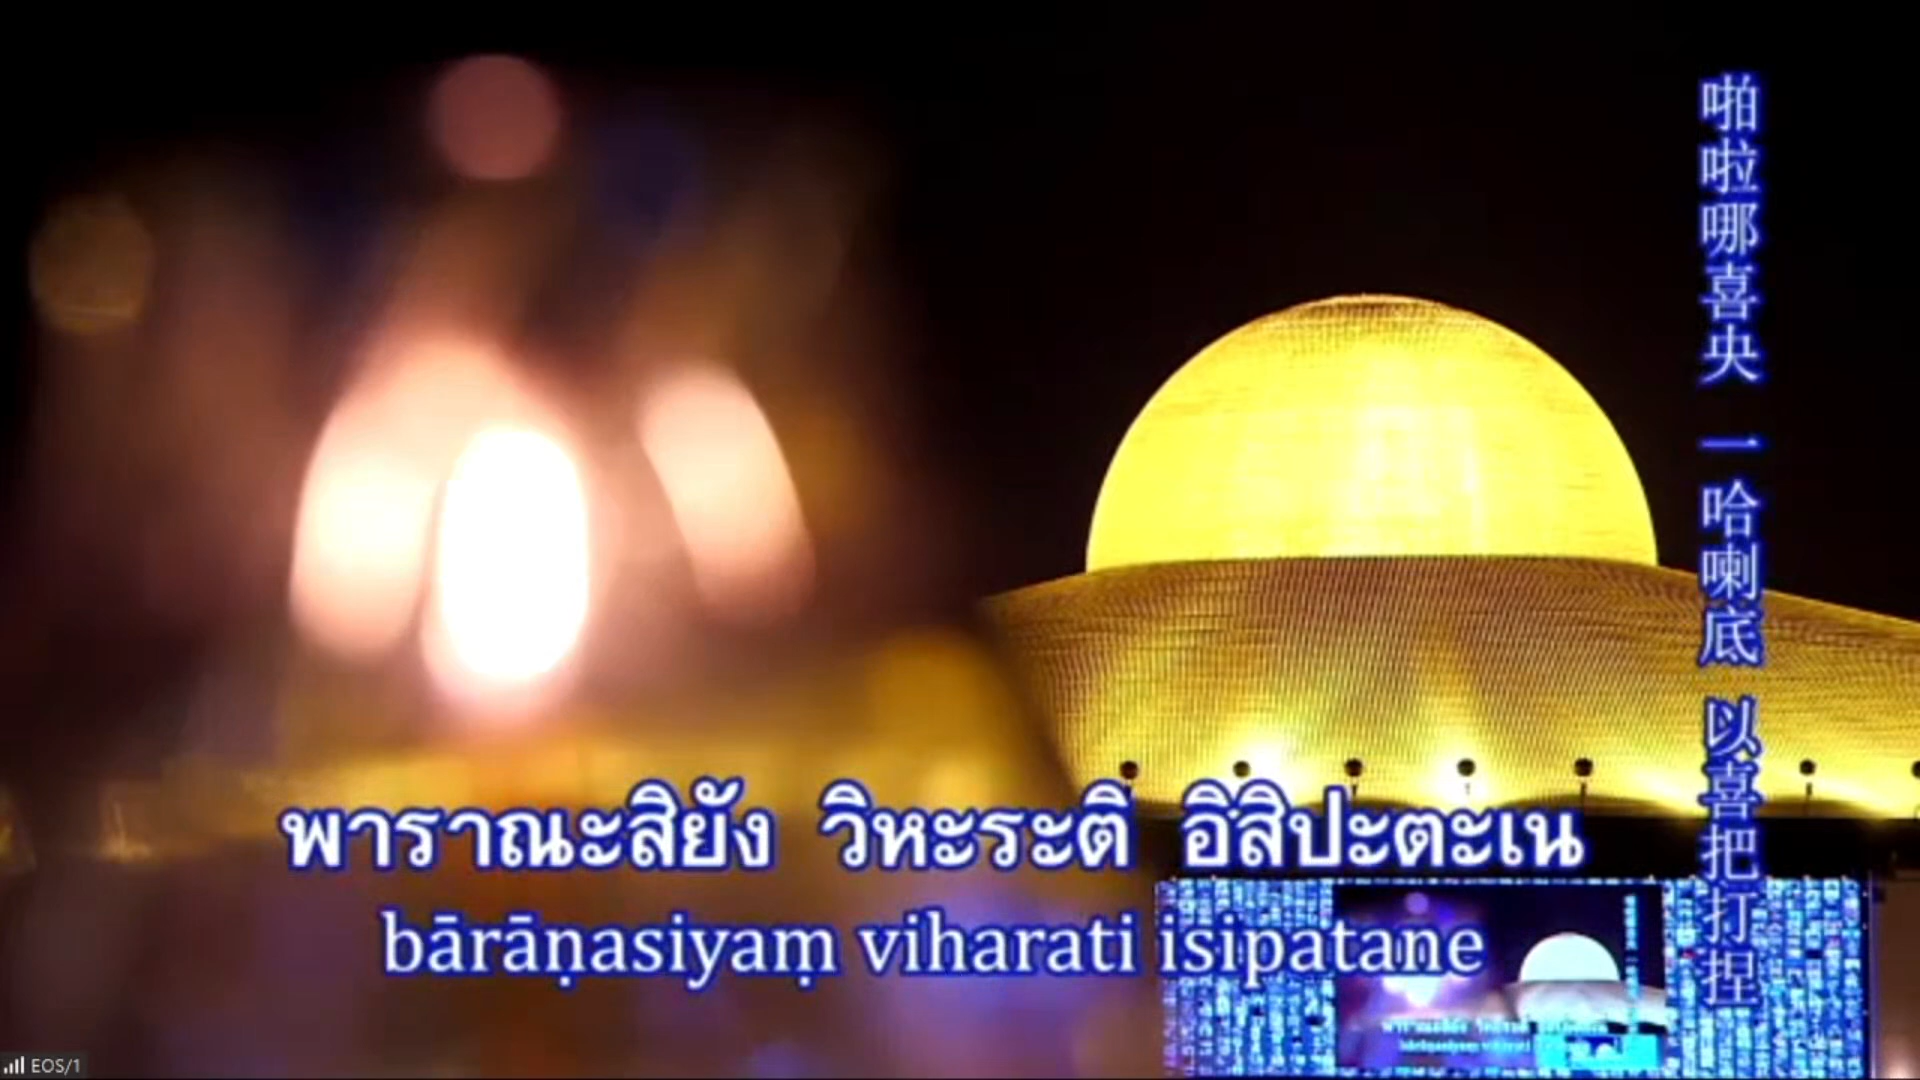 พาราณะสิยัง วิหะระติ อิสิปะตะเน
bārāṇasiyaṃ viharati isipatane
啪啦哪喜央 一哈喇底 以喜把打捏
EOS/1